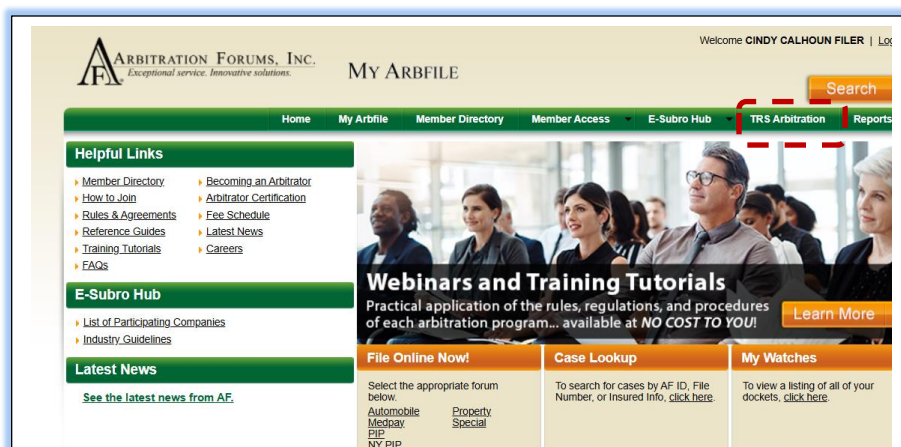 Welcome CINDY CALHOUN FILER |
ARBITRATION FORUMS, INC.
Exceptional service. Innovative solutions.
MY ARBFILE
Search
Home My Arbfile Member Directory Member Access E-Subro Hub TRS Arbitration Reports
Helpful Links
Member Directory
How to Join
Rules & Agreements
Reference Guides
Training Tutorials
FAQs
Becoming an Arbitrator
Arbitrator Certification
Fee Schedule
Latest News
Careers
E-Subro Hub
List of Participating Companies
Industry Guidelines
Latest News
See the latest news from AF.
Webinars and Training Tutorials
Practical application of the rules, regulations, and procedures
of each arbitration program... available at NO COST TO YOU!
Learn More
File Online Now!
Select the appropriate forum
below.
Automobile
Medpay
PIP
NY PIP
Property
Special
Case Lookup
To search for cases by AF ID, File
Number, or Insured Info, click here.
My Watches
To view a listing of all of your
dockets, click here.